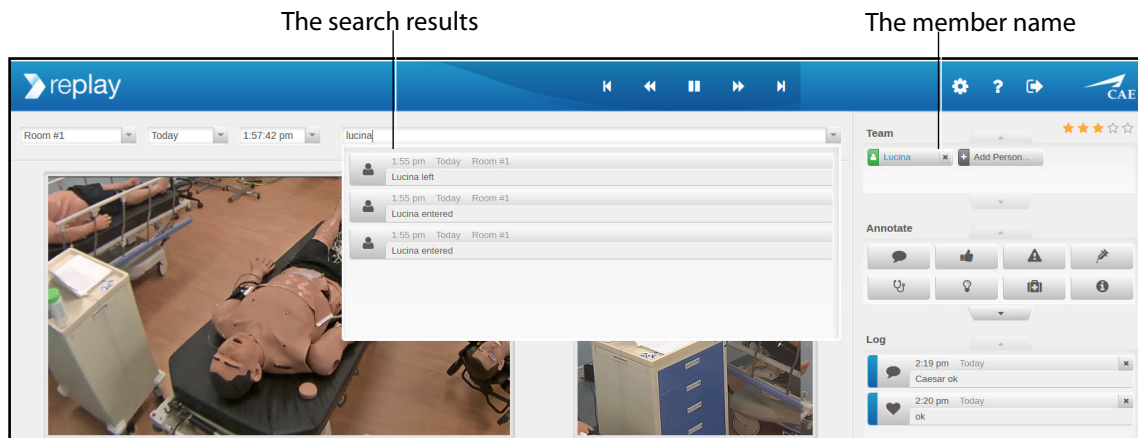 The search results
The member name
replay
CAE
Room #1
Today
1:57:42 pm
lucina
Team
Lucina
Add Person...
1:55 pm Today Room #1
Lucina left
1:55 pm Today Room #1
Lucina entered
1:55 pm Today Room #1
Lucina entered
Annotate
Log
2:19 pm Today
Caesar ok
2:20 pm Today
ok